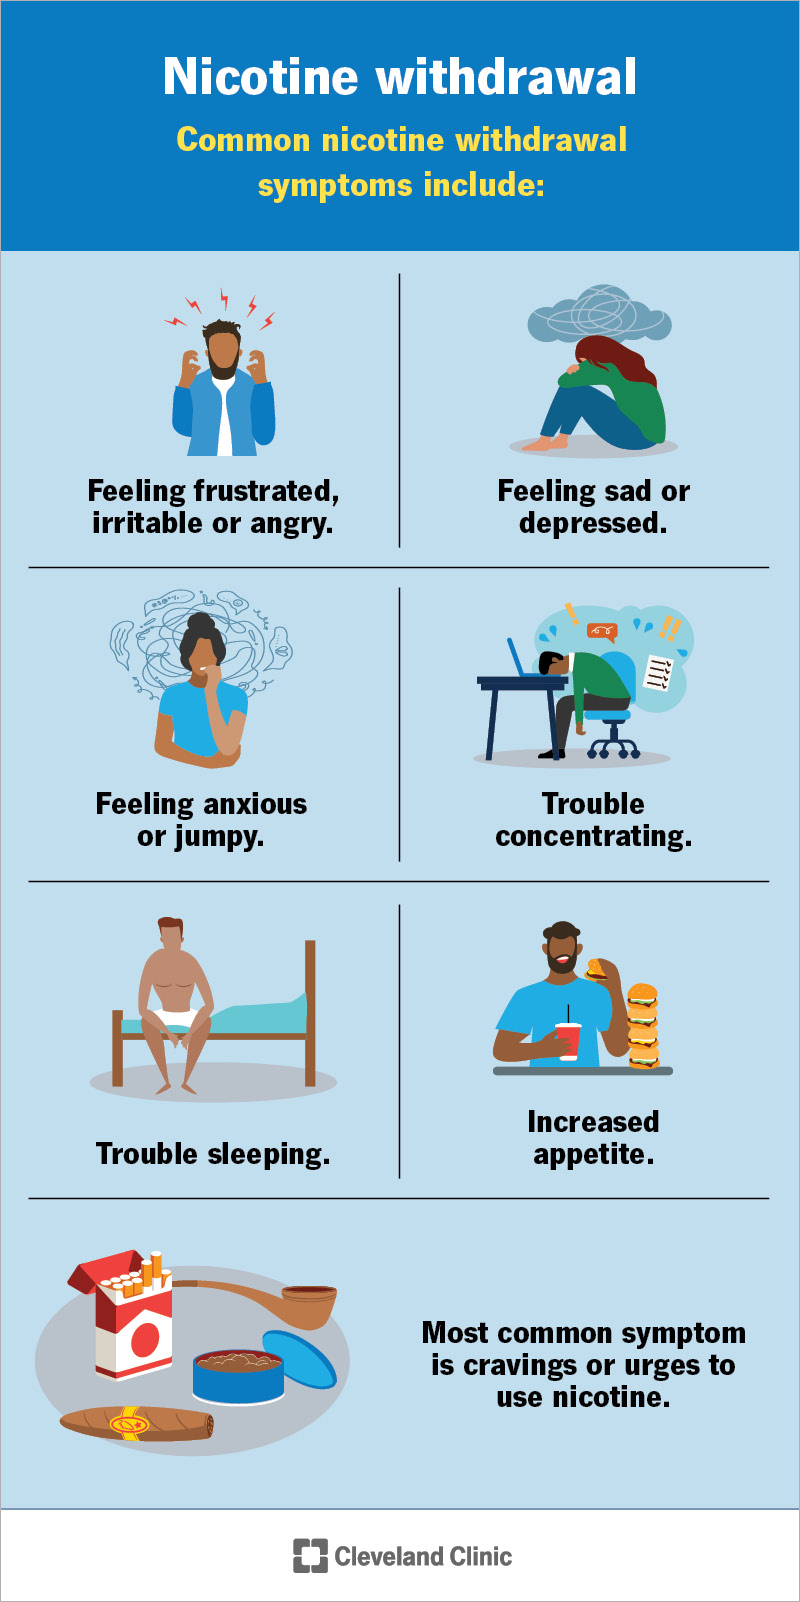 Nicotine withdrawal
Common nicotine withdrawal
symptoms include:
Feeling frustrated,
irritable or angry.
Feeling sad or
depressed.
Feeling anxious
or jumpy.
Trouble
concentrating.
Trouble sleeping.
Increased
appetite.
Most common symptom
is cravings or urges to
use nicotine.
Cleveland Clinic